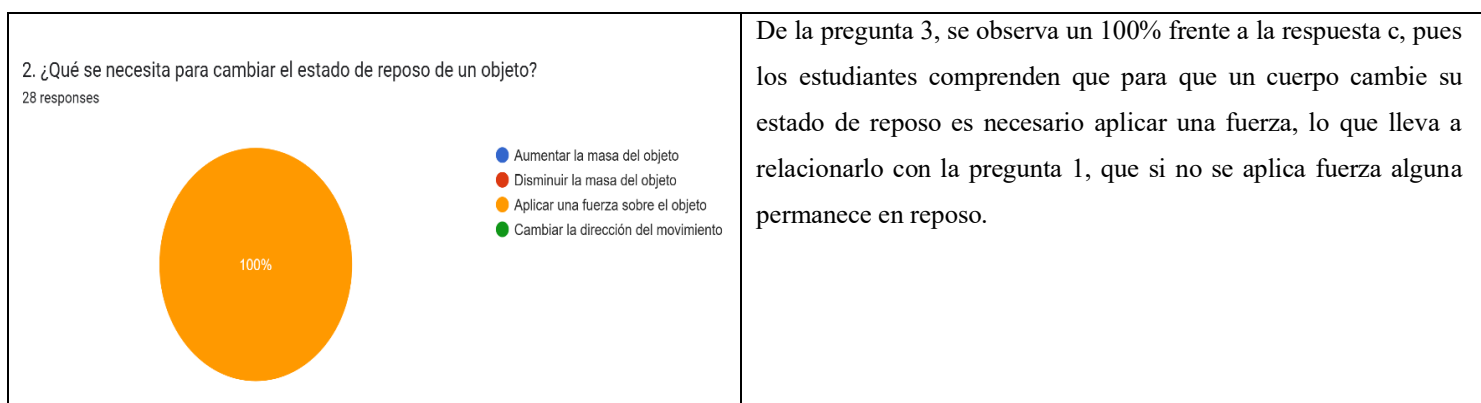 2. ¿Qué se necesita para cambiar el estado de reposo de un objeto?
28 responses
Aumentar la masa del objeto
Disminuir la masa del objeto
Aplicar una fuerza sobre el objeto
Cambiar la dirección del movimiento
100%
De la pregunta 3, se observa un 100% frente a la respuesta c, pues
los estudiantes comprenden que para que un cuerpo cambie su
estado de reposo es necesario aplicar una fuerza, lo que lleva a
relacionarlo con la pregunta 1, que si no se aplica fuerza alguna
permanece en reposo.